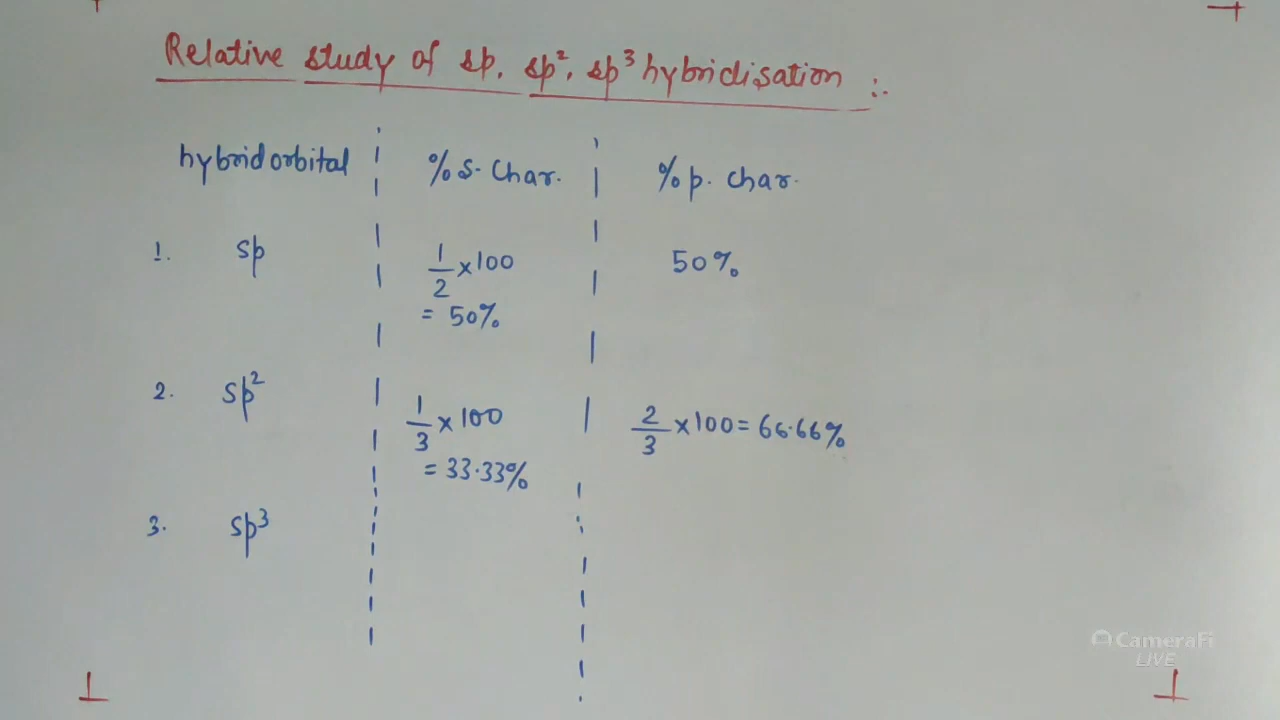 Relative study of sp, sp², sp³ hybridisation :-
hybrid orbital % s. Char. % p. char.
1. sp 1/2 × 100 50%
= 50%
2. sp² 1/3 × 100 2/3 × 100 = 66.66%
= 33.33%
3. sp³
CameraFi
LIVE